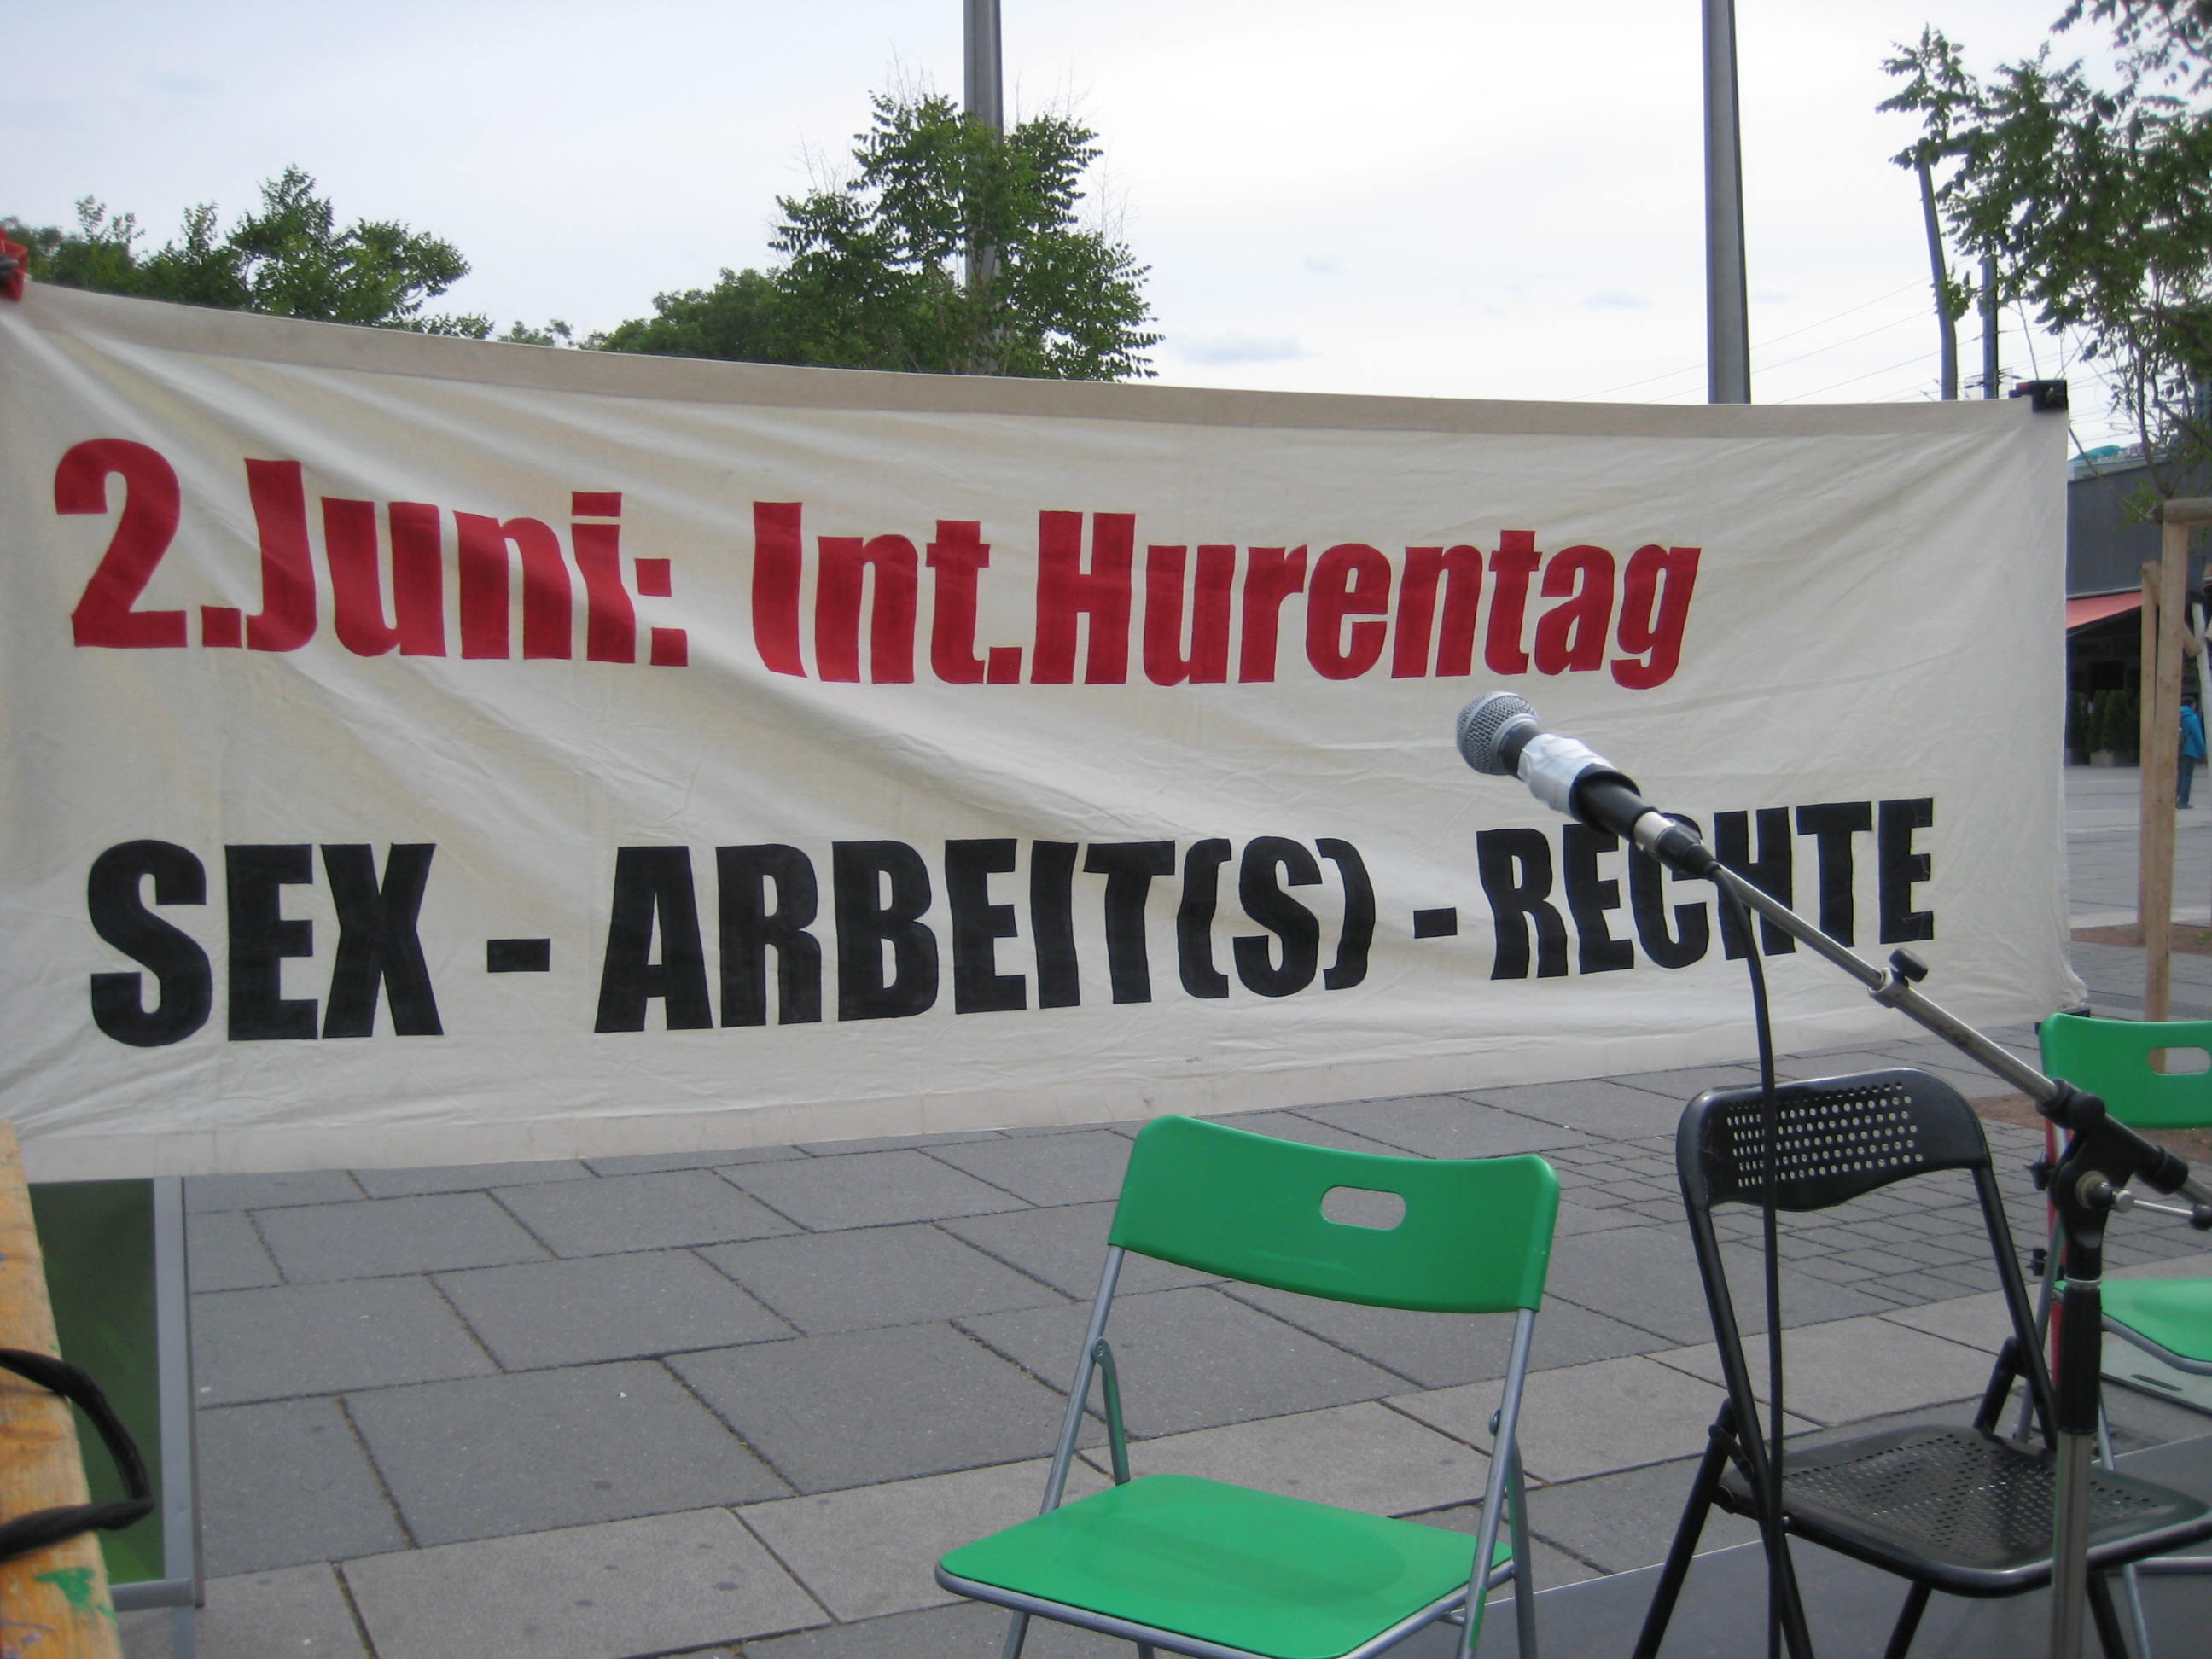 2.Juni: Int.Hurentag
SEX - ARBEIT(S) - RECHTE